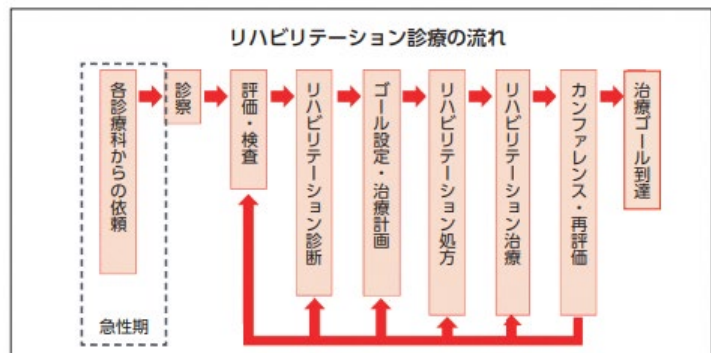 リハビリテーション診療の流れ
各診療科からの依頼
診察
評価・検査
リハビリテーション診断
ゴール設定・治療計画
リハビリテーション処方
リハビリテーション治療
カンファレンス・再評価
治療ゴール到達
急性期